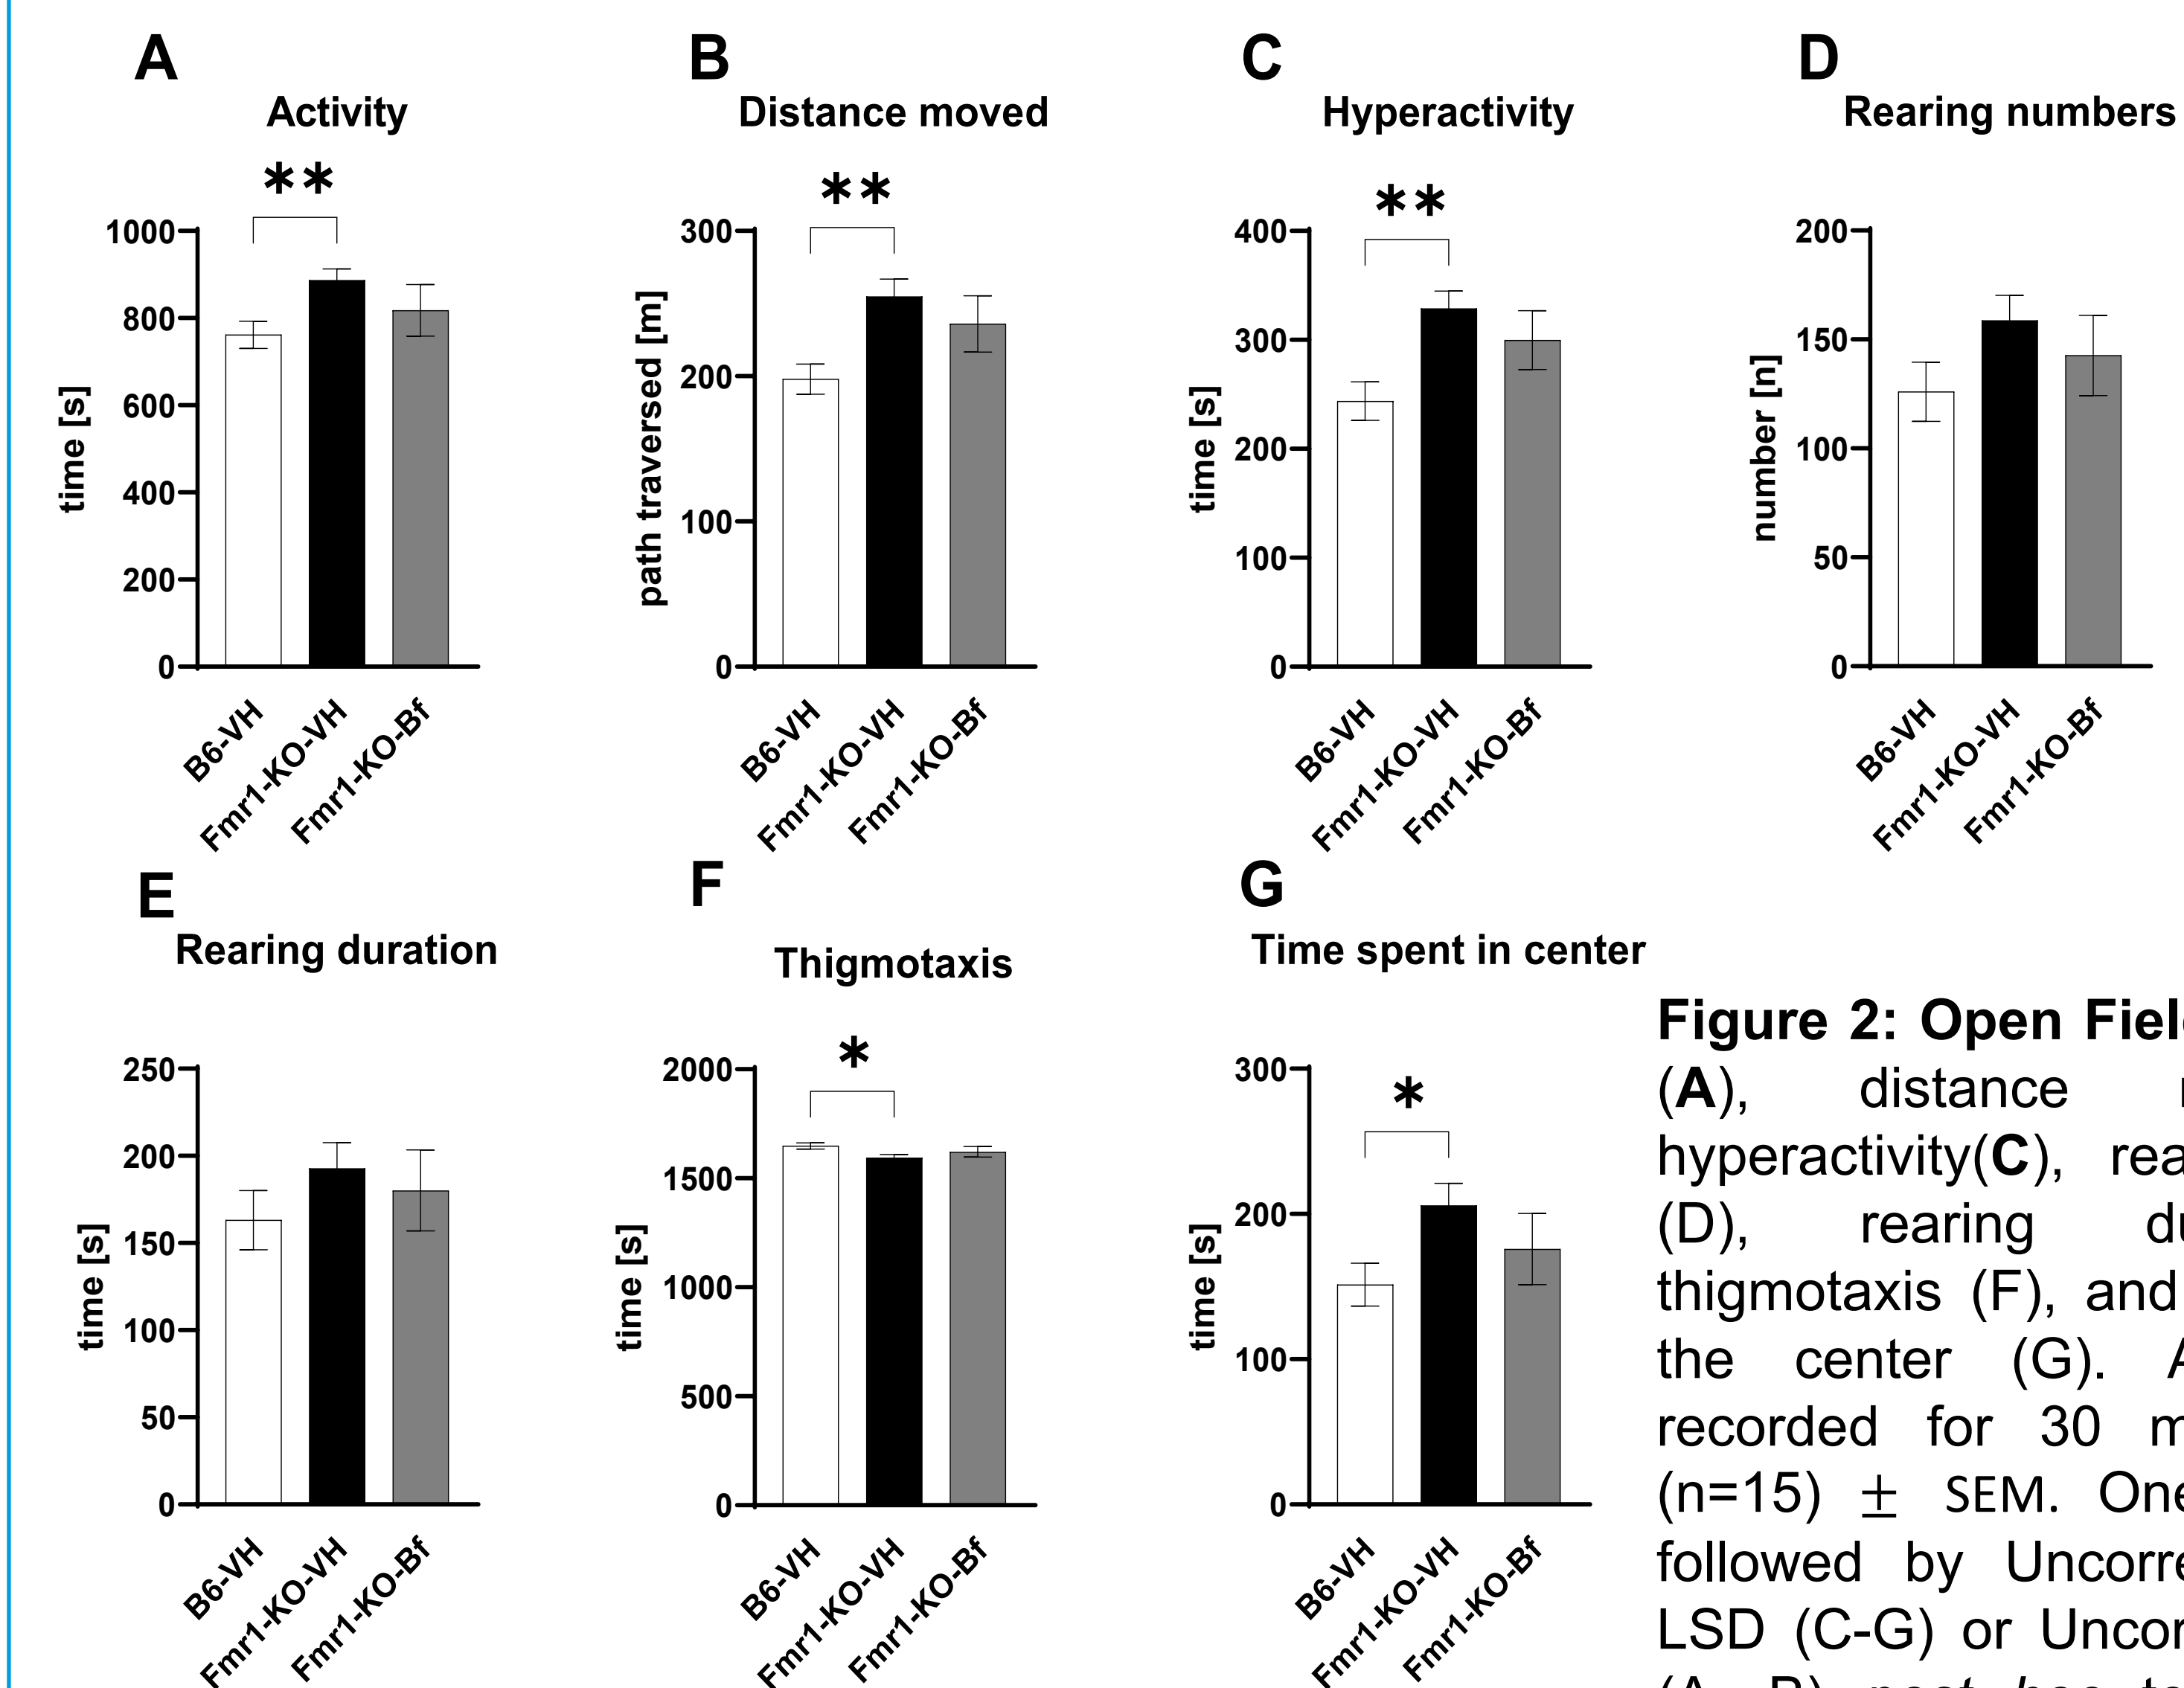 A
Activity
**
1000
800
600
400
200
0
time [s]
B6-VH
Fmr1-KO-VH
Fmr1-KO-Bf
B
Distance moved
**
300
200
100
0
path traversed [m]
B6-VH
Fmr1-KO-VH
Fmr1-KO-Bf
C
Hyperactivity
**
400
300
200
100
0
time [s]
B6-VH
Fmr1-KO-VH
Fmr1-KO-Bf
D
Rearing numbers
200
150
100
50
0
number [n]
B6-VH
Fmr1-KO-VH
Fmr1-KO-Bf
E
Rearing duration
250
200
150
100
50
0
time [s]
B6-VH
Fmr1-KO-VH
Fmr1-KO-Bf
F
Thigmotaxis
*
2000
1500
1000
500
0
time [s]
B6-VH
Fmr1-KO-VH
Fmr1-KO-Bf
G
Time spent in center
*
300
200
100
0
time [s]
B6-VH
Fmr1-KO-VH
Fmr1-KO-Bf
Figure 2: Open
(A), distance
hyperactivity(C),
(D), rearing
thigmotaxis (F), and
the center (G).
recorded for 30
(n=15) ± SEM.
followed by
LSD (C-G) or